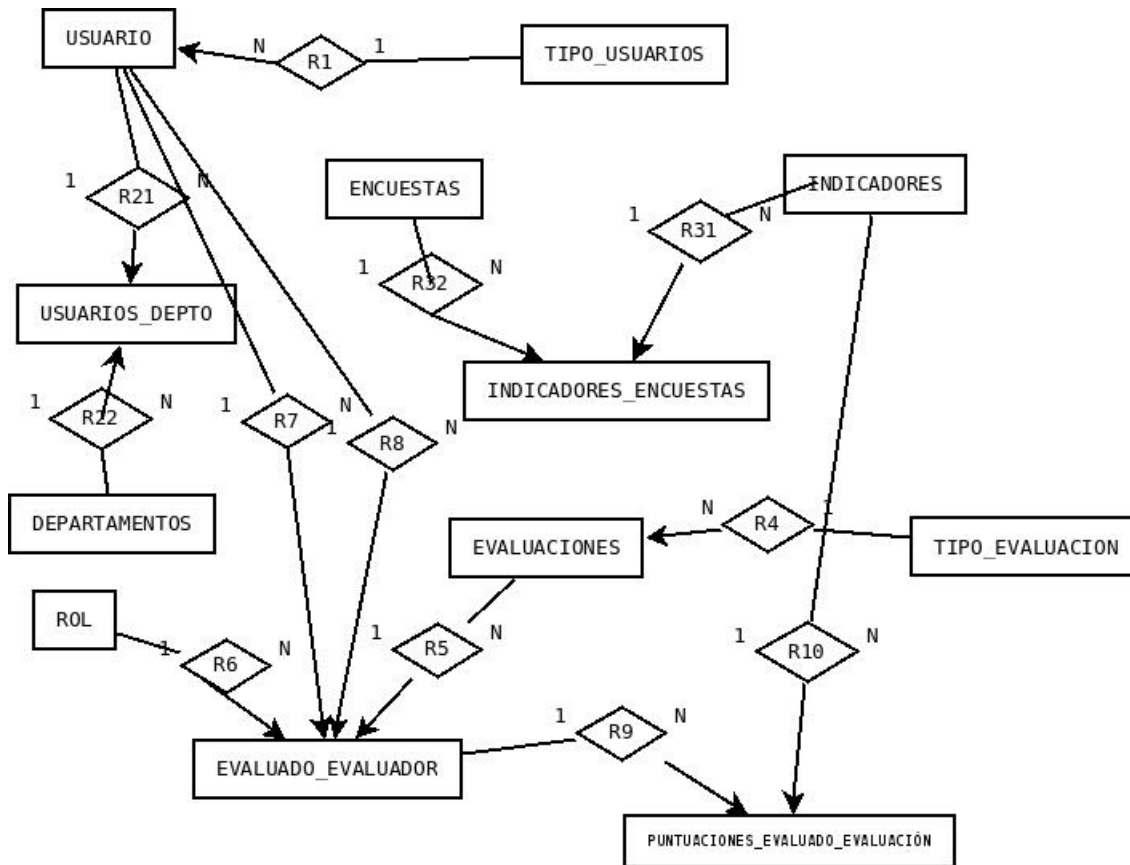 USUARIO
N
R1
1
TIPO_USUARIOS
1
R21
N
ENCUESTAS
INDICADORES
1
R31
N
1
R32
N
USUARIOS_DEPTO
INDICADORES_ENCUESTAS
1
R22
N
1
R7
N
1
R8
N
DEPARTAMENTOS
N
R4
1
EVALUACIONES
TIPO_EVALUACION
ROL
1
R6
N
1
R5
N
1
R10
N
1
R9
N
EVALUADO_EVALUADOR
PUNTUACIONES_EVALUADO_EVALUACIÓN